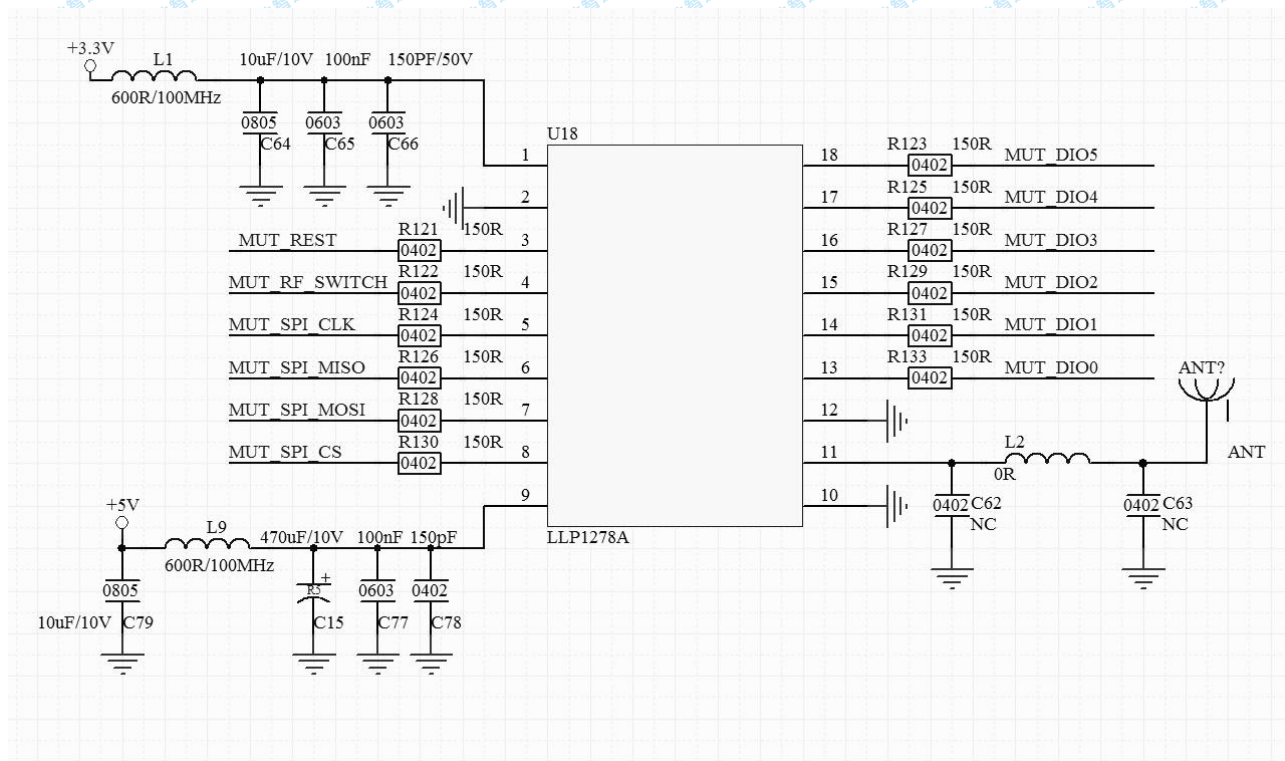 +3.3V
L1
10uF/10V 100nF 150PF/50V
600R/100MHz
0805 0603 0603
C64 C65 C66
U18
1
2
R121 150R
MUT_REST
0402
3
R122 150R
MUT_RF_SWITCH
0402
4
R124 150R
MUT_SPI_CLK
0402
5
R126 150R
MUT_SPI_MISO
0402
6
R128 150R
MUT_SPI_MOSI
0402
7
R130 150R
MUT_SPI_CS
0402
8
9
LLP1278A
R123 150R
18 MUT_DIO5
0402
R125 150R
17 MUT_DIO4
0402
R127 150R
16 MUT_DIO3
0402
R129 150R
15 MUT_DIO2
0402
R131 150R
14 MUT_DIO1
0402
R133 150R
13 MUT_DIO0
0402
12
11
10
ANT?
1
ANT
L2
0R
0402 C62
NC
0402 C63
NC
+5V
L9
470uF/10V 100nF 150pF
600R/100MHz
0805 + 0603 0402
10uF/10V C79 C15 C77 C78